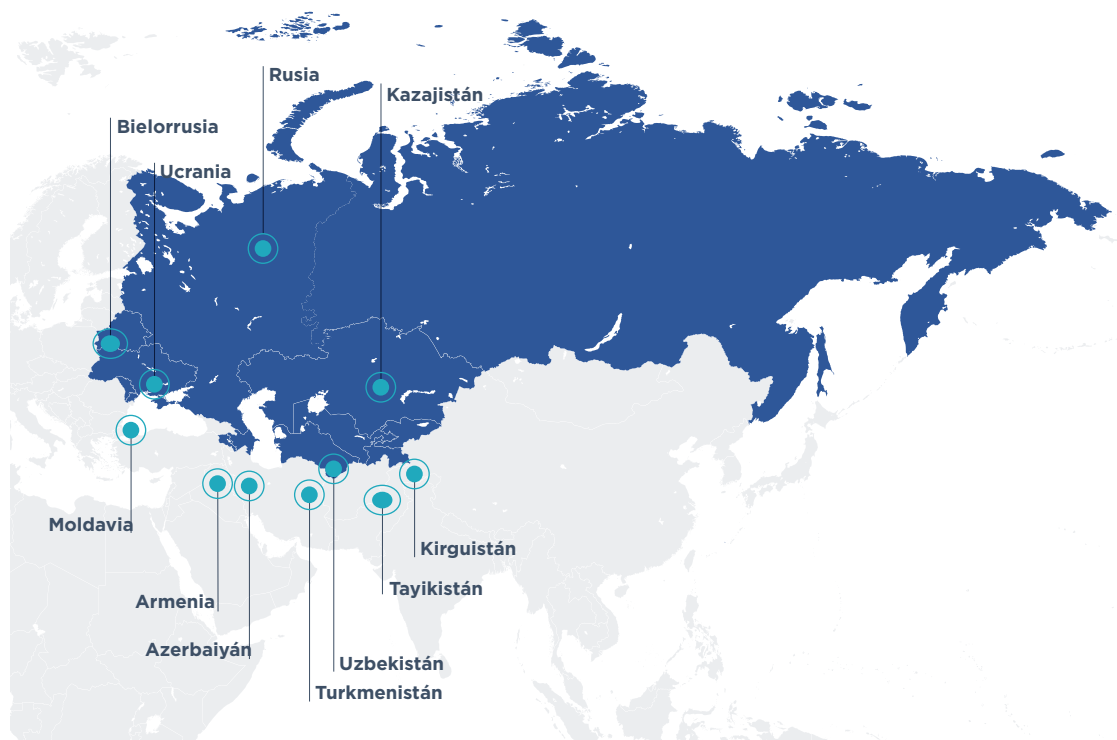 Rusia
Kazajistán
Bielorrusia
Ucrania
Moldavia
Kirguistán
Tayikistán
Armenia
Azerbaiyán
Uzbekistán
Turkmenistán